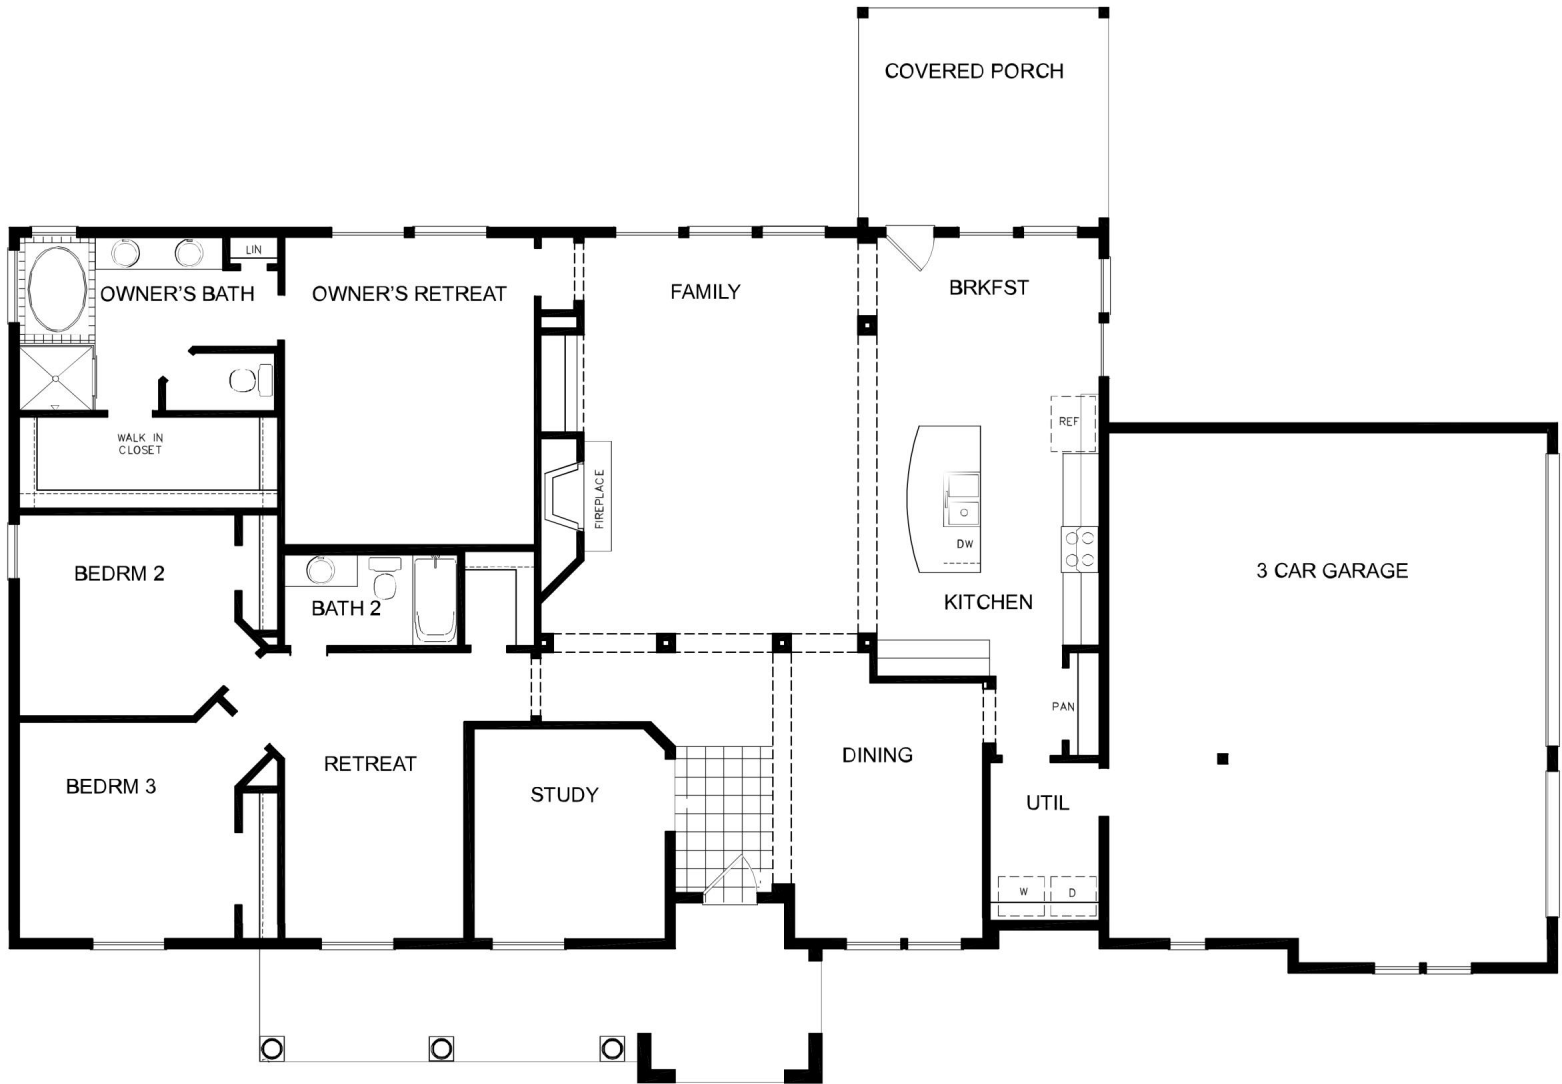 COVERED PORCH
LIN
OWNER'S BATH
OWNER'S RETREAT
FAMILY
BRKFST
WALK IN
CLOSET
REF
FIREPLACE
DW
BEDRM 2
BATH 2
KITCHEN
3 CAR GARAGE
PAN
BEDRM 3
RETREAT
STUDY
DINING
UTIL
W
D